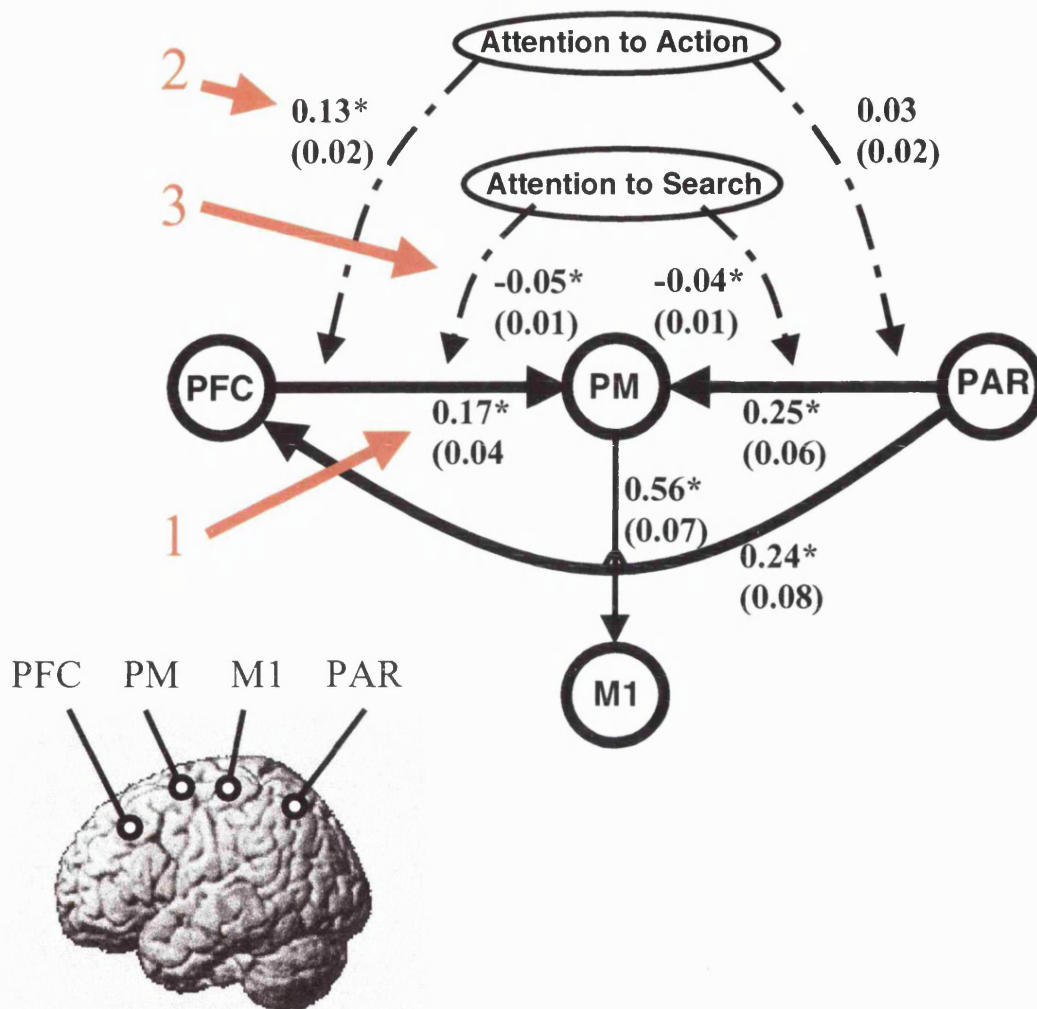 Attention to Action
2
0.13*
(0.02)
0.03
(0.02)
Attention to Search
3
-0.05*
(0.01)
-0.04*
(0.01)
PFC
PM
PAR
0.17*
(0.04
0.25*
(0.06)
1
0.56*
(0.07)
0.24*
(0.08)
M1
PFC PM M1 PAR